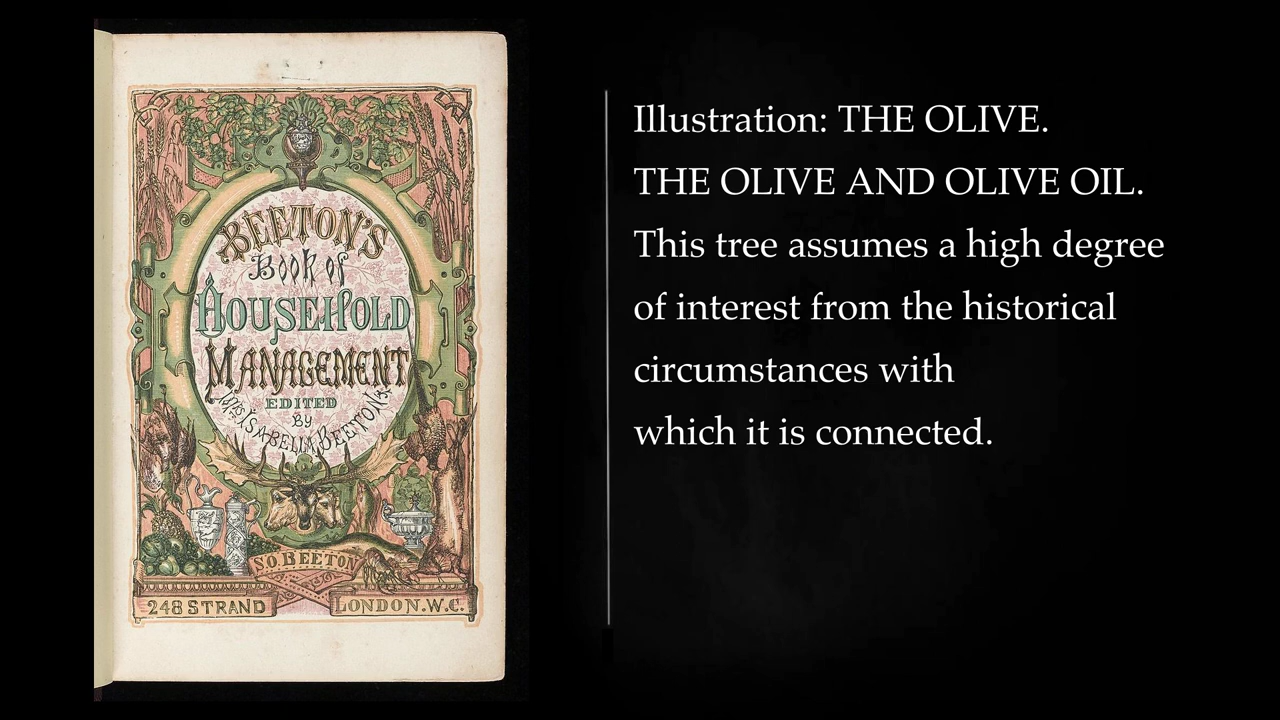 BEETON'S
Book of
HOUSEHOLD
MANAGEMENT
EDITED
BY
MRS ISABELLA BEETON
S.O. BEETON
248 STRAND
LONDON.W.C.
Illustration: THE OLIVE.
THE OLIVE AND OLIVE OIL.
This tree assumes a high degree
of interest from the historical
circumstances with
which it is connected.